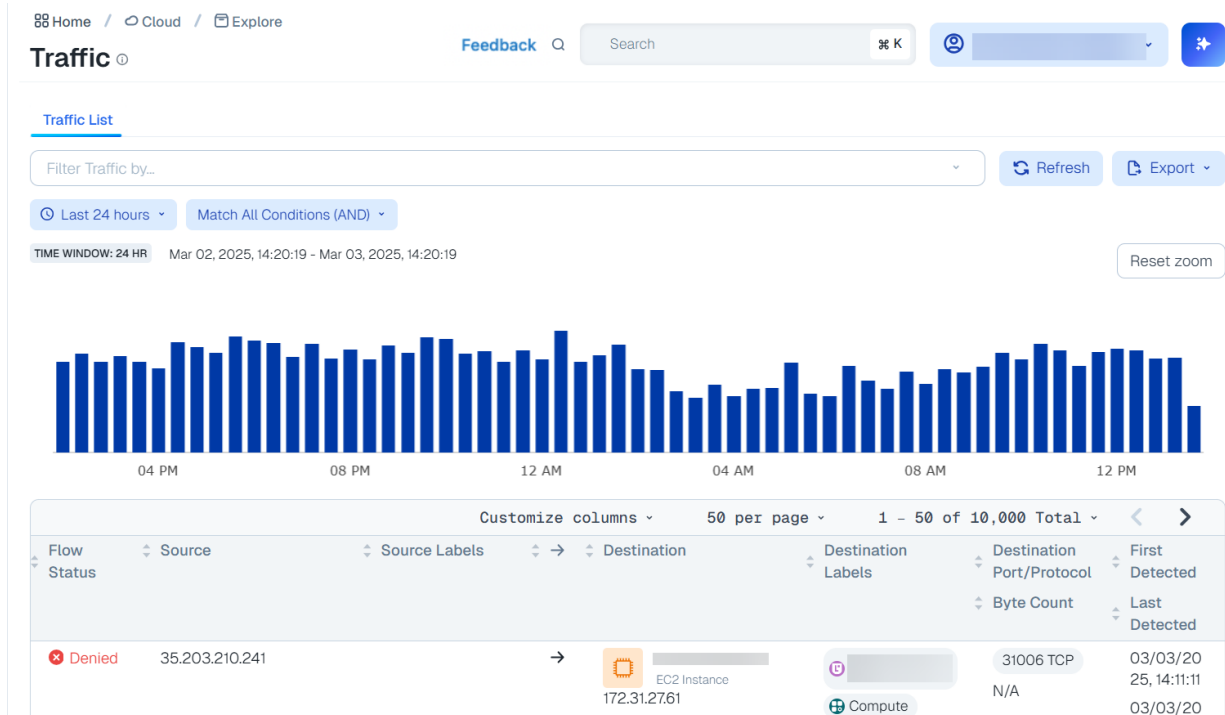 Home / Cloud / Explore
Traffic
Feedback
Search
⌘ K
Traffic List
Filter Traffic by...
Refresh
Export
Last 24 hours
Match All Conditions (AND)
TIME WINDOW: 24 HR
Mar 02, 2025, 14:20:19 - Mar 03, 2025, 14:20:19
Reset zoom
04 PM
08 PM
12 AM
04 AM
08 AM
12 PM
Customize columns
50 per page
1 – 50 of 10,000 Total
Flow
Status
Source
Source Labels
→
Destination
Destination
Labels
Destination
Port/Protocol
Byte Count
First
Detected
Last
Detected
Denied
35.203.210.241
→
EC2 Instance
172.31.27.61
E
Compute
31006 TCP
N/A
03/03/20
25, 14:11:11
03/03/20